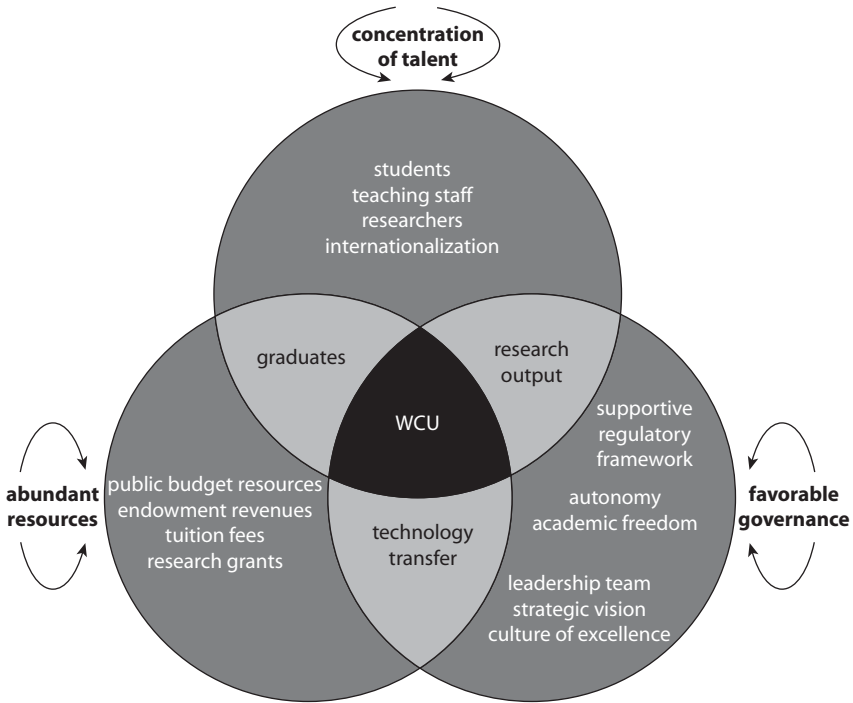 concentration
of talent
students
teaching staff
researchers
internationalization
graduates
research
output
WCU
supportive
regulatory
framework
autonomy
academic freedom
leadership team
strategic vision
culture of excellence
favorable
governance
abundant
resources
public budget resources
endowment revenues
tuition fees
research grants
technology
transfer